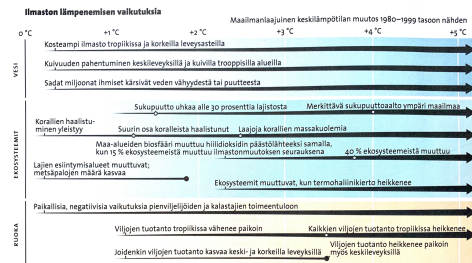 Ilmaston lämpenemisen vaikutuksia
Maailmanlaajuinen keskilämpötilan muutos 1980–1999 tasoon nähden
0 °C +1 °C +2 °C +3 °C +4 °C +5 °C
VESI
Kosteampi ilmasto tropiikissa ja korkeilla leveysasteilla
Kuivuuden pahentuminen keskileveyksillä ja kuivilla trooppisilla alueilla
Sadat miljoonat ihmiset kärsivät veden vähyydestä tai puutteesta
EKOSYSTEEMIT
Sukupuutto uhkaa alle 30 prosenttia lajistosta
Merkittävä sukupuuttoaalto ympäri maailmaa
Korallien haalistu-
minen yleistyy
Suurin osa koralleista haalistunut
Laajoja korallien massakuolemia
Maa-alueiden biosfääri muuttuu hiilidioksidin päästölähteeksi samalla,
kun 15 % ekosysteemeistä muuttuu ilmastonmuutoksen seurauksena
40 % ekosysteemeistä muuttuu
Lajien esiintymisalueet muuttuvat;
metsäpalojen määrä kasvaa
Ekosysteemit muuttuvat, kun termohaliinikierto heikkenee
RUOKA
Paikallisia, negatiivisia vaikutuksia pienviljelijöiden ja kalastajien toimeentuloon
Viljojen tuotanto tropiikissa vähenee paikoin
Kaikkien viljojen tuotanto tropiikissa heikkenee
Joidenkin viljojen tuotanto kasvaa keski- ja korkeilla leveyksillä
Viljojen tuotanto heikkenee paikoin
myös keskileveyksillä